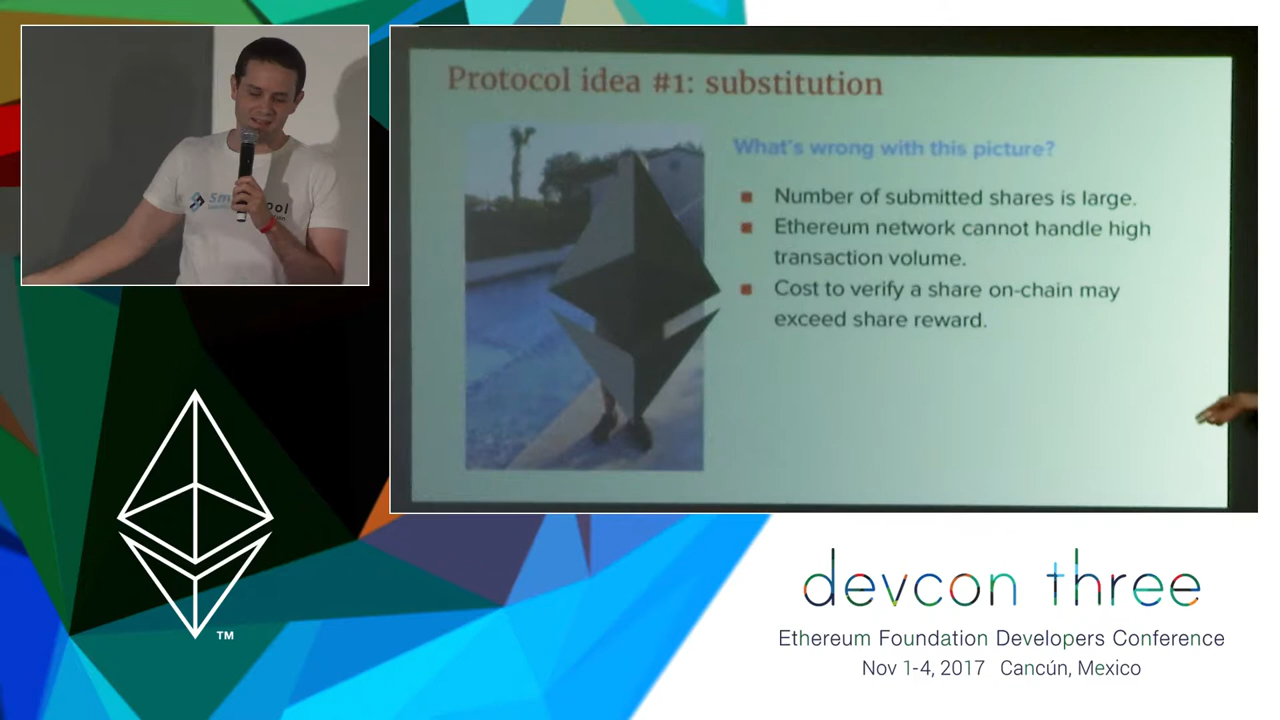 Protocol idea #1: substitution
What's wrong with this picture?
Number of submitted shares is large.
Ethereum network cannot handle high
transaction volume.
Cost to verify a share on-chain may
exceed share reward.
TM
devcon three
Ethereum Foundation Developers Conference
Nov 1-4, 2017 Cancún, Mexico